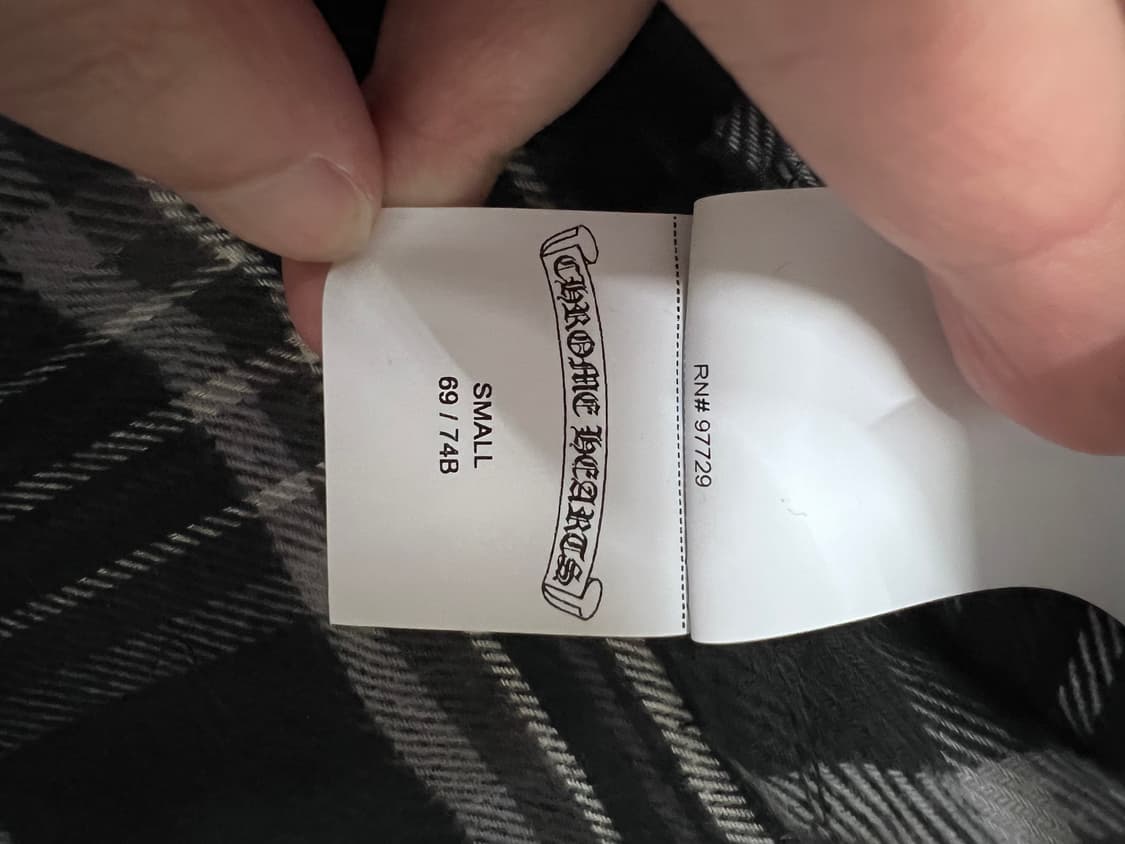 CHROME HEARTS
SMALL
69 / 74B
RN# 97729